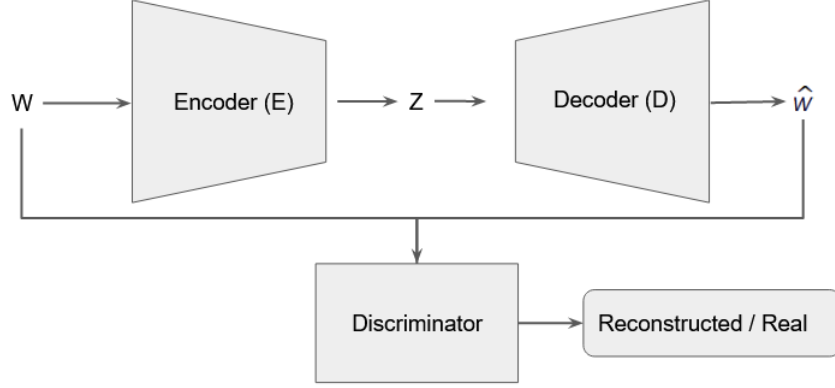 W
Encoder (E)
Z
Decoder (D)
ŵ
Discriminator
Reconstructed / Real